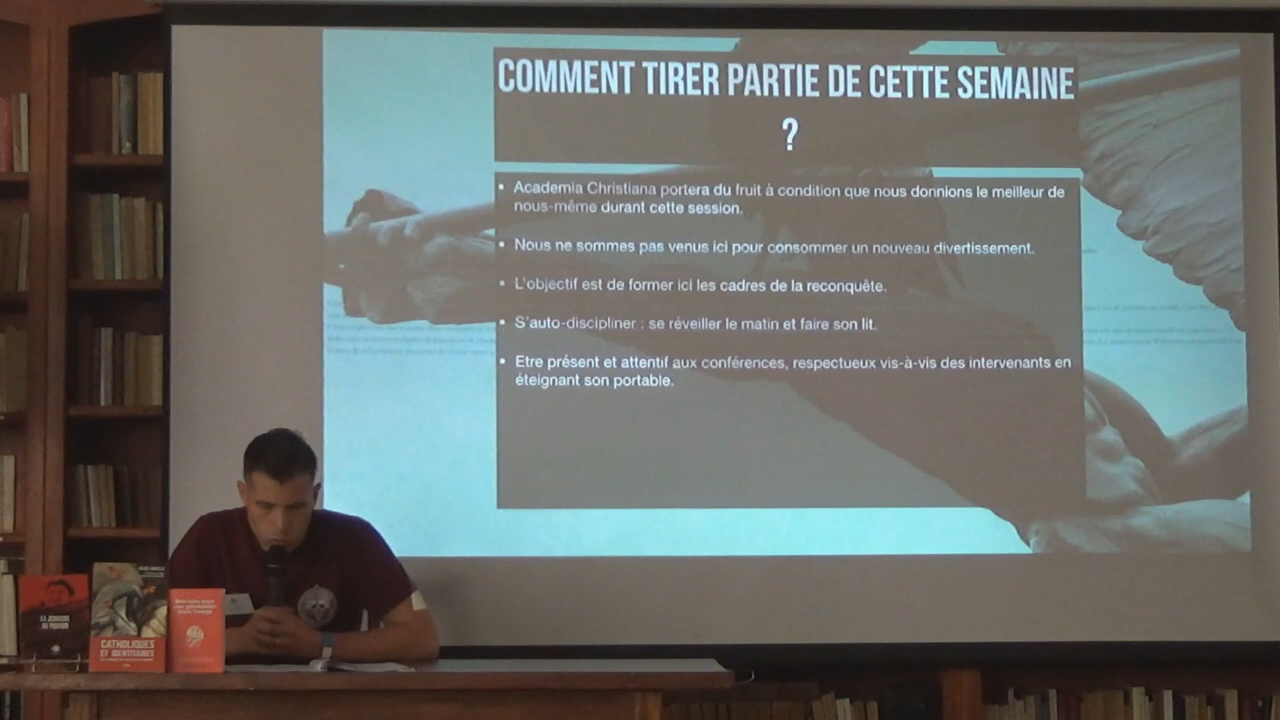 COMMENT TIRER PARTIE DE CETTE SEMAINE
?
• Academia Christiana portera du fruit à condition que nous donnions le meilleur de
nous-même durant cette session.
• Nous ne sommes pas venus ici pour consommer un nouveau divertissement.
• L'objectif est de former ici les cadres de la reconquête.
• S'auto-discipliner : se réveiller le matin et faire son lit.
• Etre présent et attentif aux conférences, respectueux vis-à-vis des intervenants en
éteignant son portable.
CATHOLIQUES
ET IDENTITAIRES